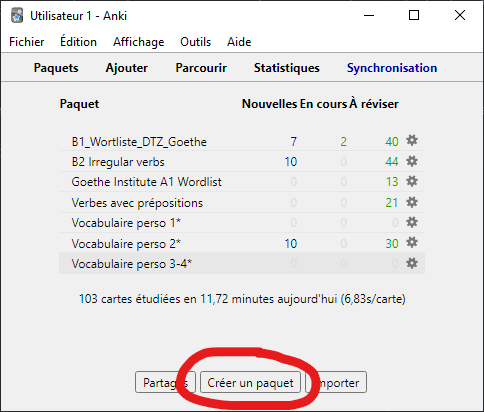 Utilisateur 1 - Anki
Fichier Édition Affichage Outils Aide
Paquets Ajouter Parcourir Statistiques Synchronisation
Paquet Nouvelles En cours À réviser
B1_Wortliste_DTZ_Goethe 7 2 40
B2 Irregular verbs 10 0 44
Goethe Institute A1 Wordlist 0 0 13
Verbes avec prépositions 0 0 21
Vocabulaire perso 1* 0 0 0
Vocabulaire perso 2* 10 0 30
Vocabulaire perso 3-4* 0 0 0
103 cartes étudiées en 11,72 minutes aujourd'hui (6,83s/carte)
Créer un paquet